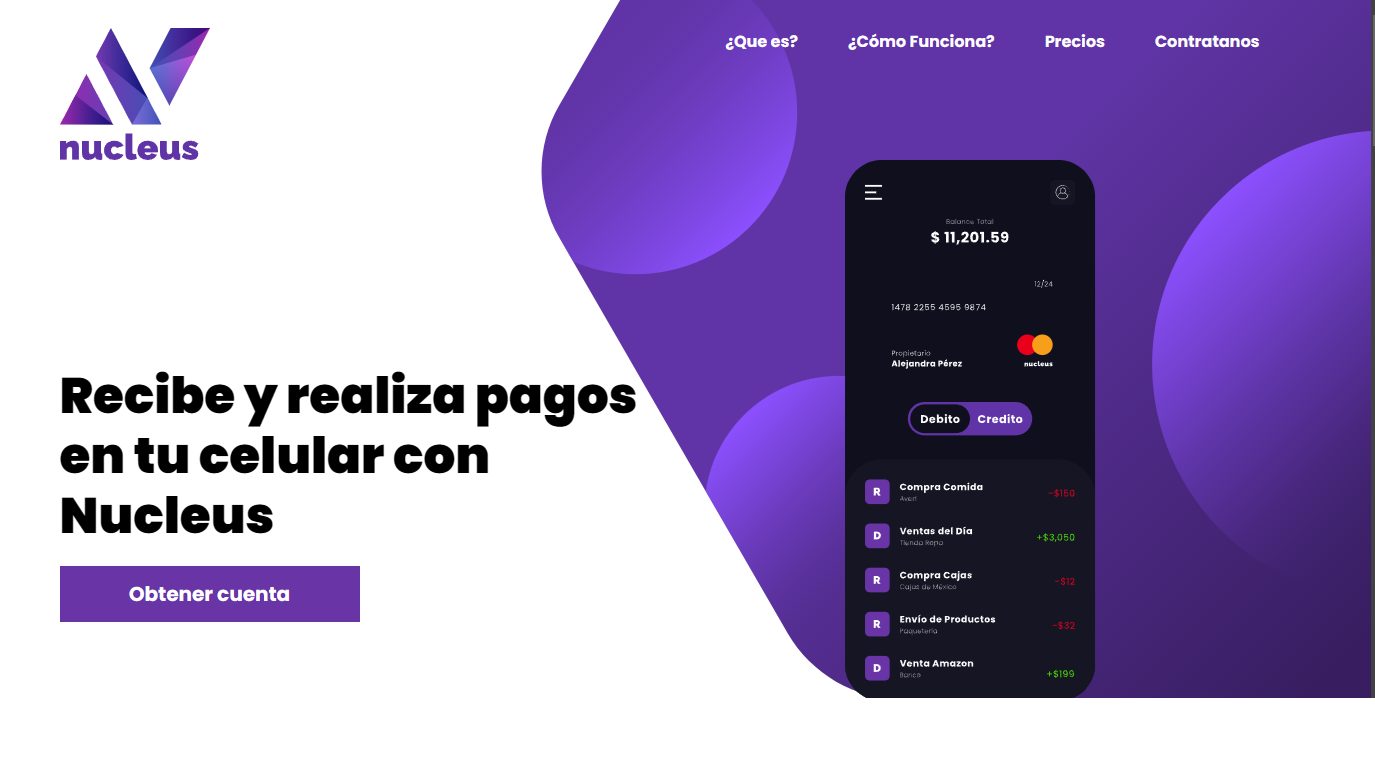 nucleus
¿Que es?
¿Cómo Funciona?
Precios
Contratanos
Recibe y realiza pagos
en tu celular con
Nucleus
Obtener cuenta
Balance Total
$ 11,201.59
12/24
1478 2255 4595 9874
Propietario
Alejandra Pérez
nucleus
Debito
Credito
R
Compra Comida
-$150
D
Ventas del Día
Tienda Ropa
+$3,050
R
Compra Cajas
Cajas de México
-$12
R
Envío de Productos
Paquetería
-$32
D
Venta Amazon
Banco
+$199